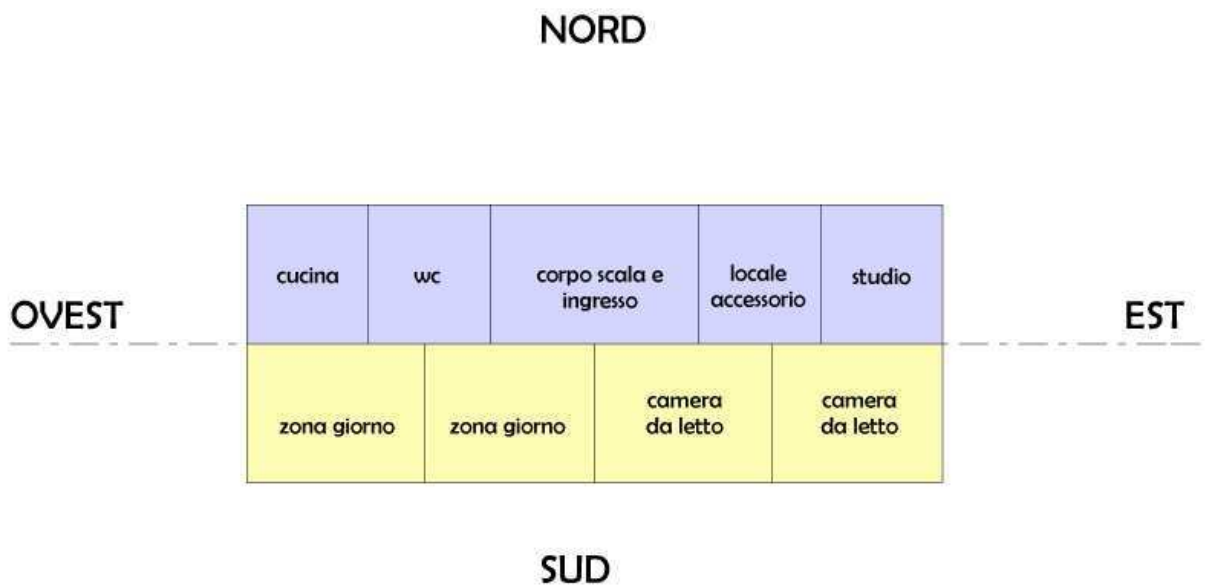 NORD
cucina
wc
corpo scala e
ingresso
locale
accessorio
studio
OVEST
EST
zona giorno
zona giorno
camera
da letto
camera
da letto
SUD